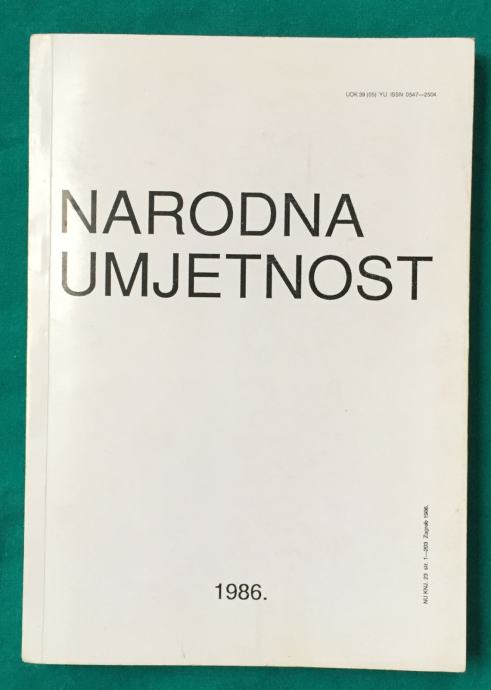 UDK 39 (05) YU ISSN 0547—2504
NARODNA
UMJETNOST
1986.
NU KNJ. 23 str. 1—203 Zagreb 1986.